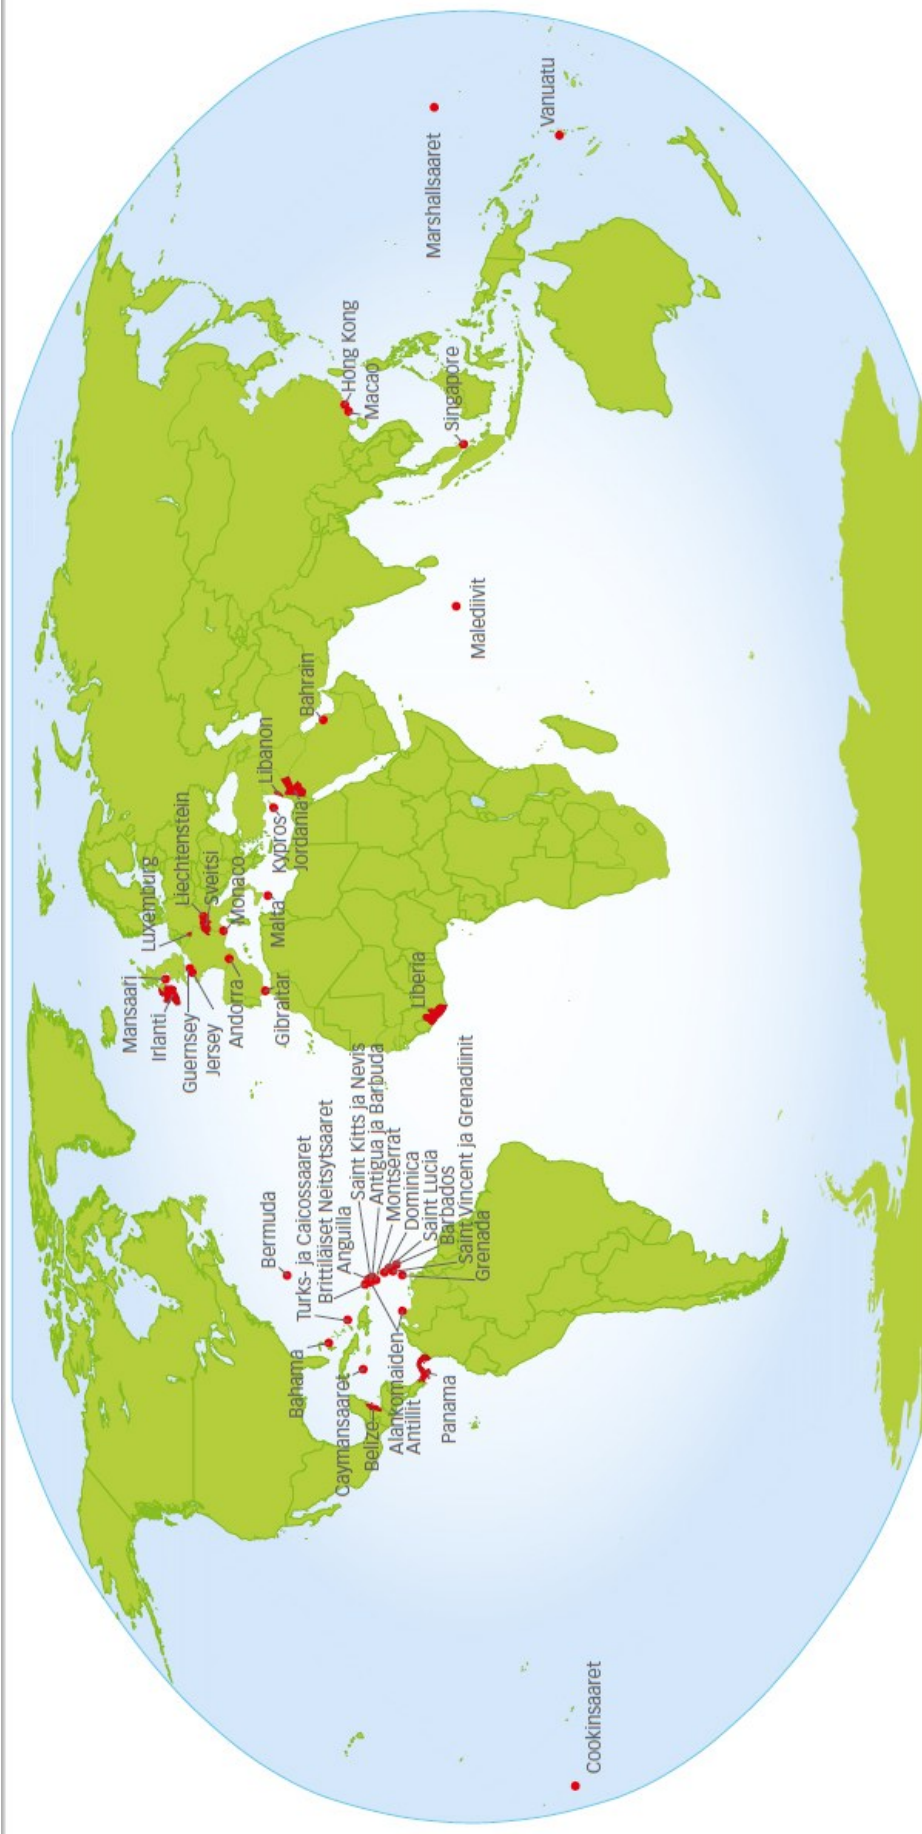 Mansaari
Irlanti
Guernsey
Jersey
Luxemburg
Liechtenstein
Sveitsi
Monaco
Andorra
Gibraltar
Malta
Kypros
Libanon
Jordania
Bahrain
Hong Kong
Macao
Singapore
Malediivit
Marshallsaaret
Vanuatu
Liberia
Bermuda
Turks- ja Caicossaaret
Brittiläiset Neitsytsaaret
Anguilla
Saint Kitts ja Nevis
Antigua ja Barbuda
Montserrat
Dominica
Saint Lucia
Barbados
Saint Vincent ja Grenadiinit
Grenada
Bahama
Caymansaaret
Belize
Alankomaiden
Antillit
Panama
Cookinsaaret